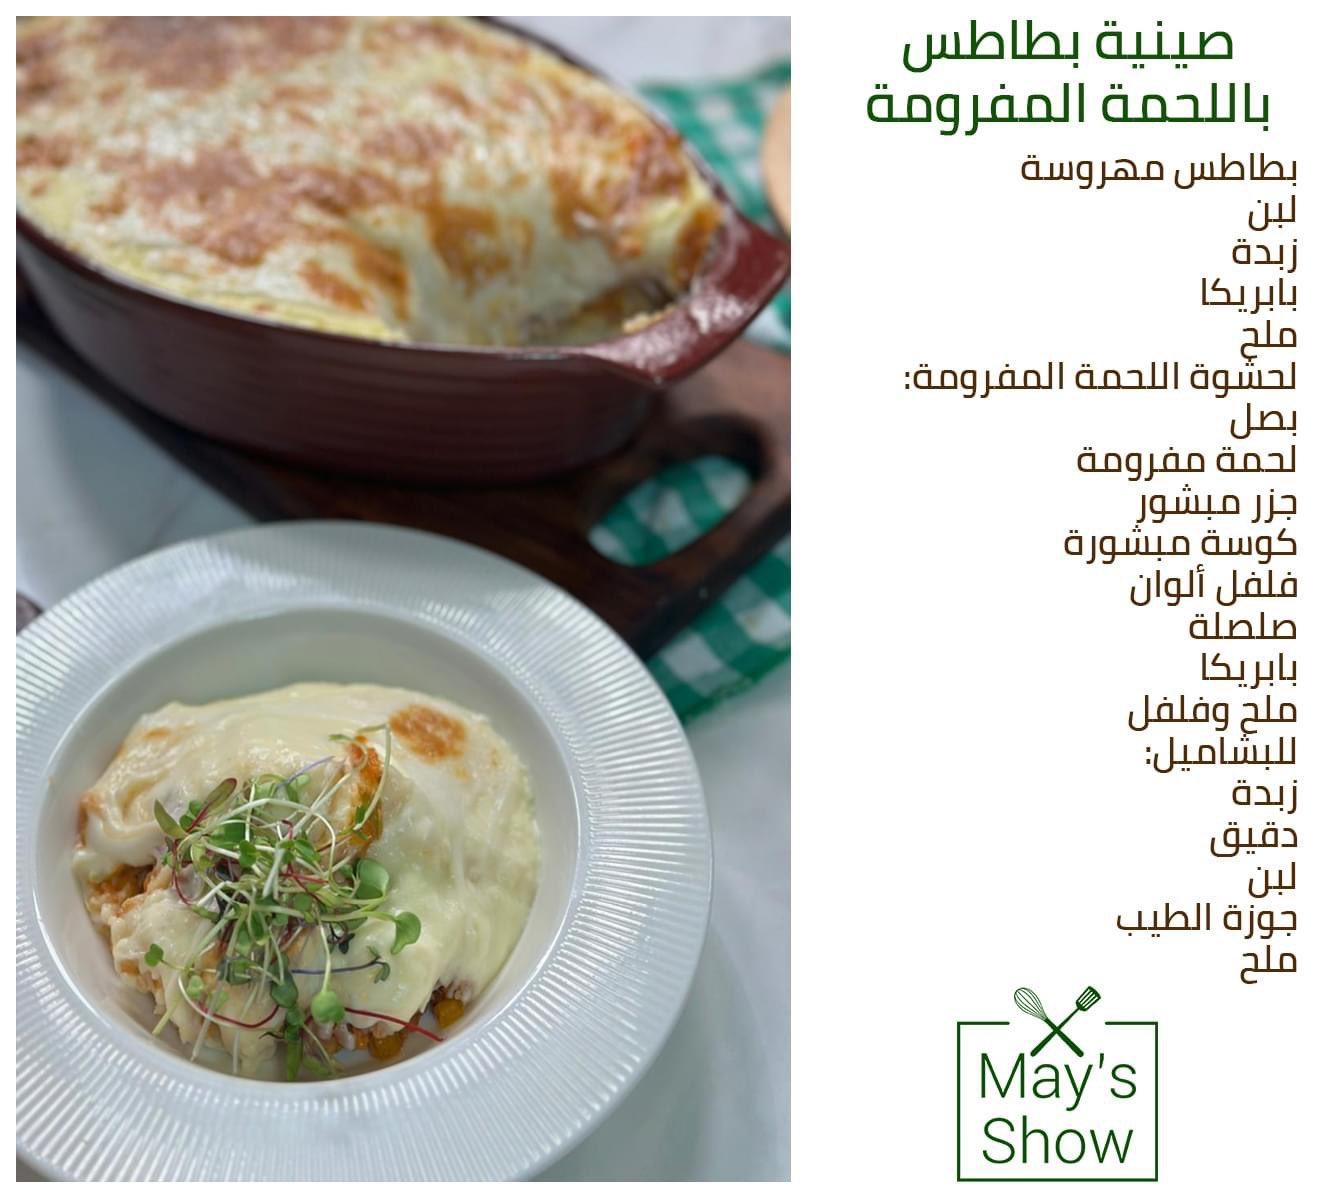 صينية بطاطس
باللحمة المفرومة
بطاطس مهروسة
لبن
زبدة
بابريكا
ملح
لحشوة اللحمة المفرومة:
بصل
لحمة مفرومة
جزر مبشور
كوسة مبشورة
فلفل ألوان
صلصلة
بابريكا
ملح وفلفل
للبشاميل:
زبدة
دقيق
لبن
جوزة الطيب
ملح
May's
Show